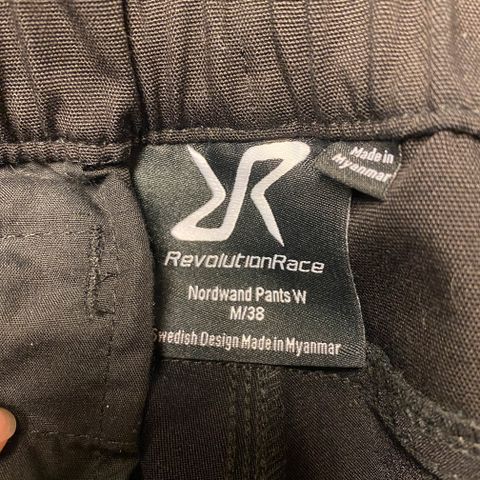 RevolutionRace
Nordwand Pants W
M/38
Swedish Design Made in Myanmar
Made in
Myanmar